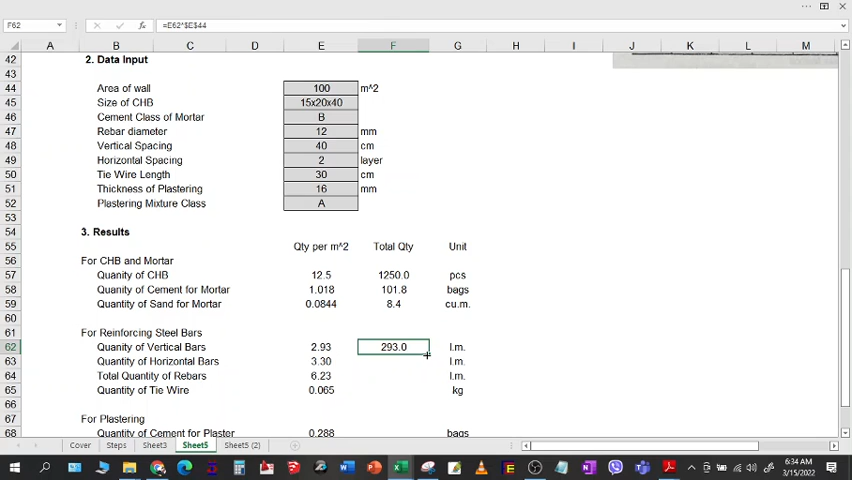 F62 fx =E62*$E$44
A B C D E F G H I J K L M
42 2. Data Input
43
44 Area of wall 100 m^2
45 Size of CHB 15x20x40
46 Cement Class of Mortar B
47 Rebar diameter 12 mm
48 Vertical Spacing 40 cm
49 Horizontal Spacing 2 layer
50 Tie Wire Length 30 cm
51 Thickness of Plastering 16 mm
52 Plastering Mixture Class A
53
54 3. Results
55 Qty per m^2 Total Qty Unit
56 For CHB and Mortar
57 Quanity of CHB 12.5 1250.0 pcs
58 Quantity of Cement for Mortar 1.018 101.8 bags
59 Quantity of Sand for Mortar 0.0844 8.4 cu.m.
60
61 For Reinforcing Steel Bars
62 Quanity of Vertical Bars 2.93 293.0 l.m.
63 Quantity of Horizontal Bars 3.30 l.m.
64 Total Quantity of Rebars 6.23 l.m.
65 Quantity of Tie Wire 0.065 kg
66
67 For Plastering
68 Quantity of Cement for Plaster 0.288 bags
Cover Steps Sheet3 Sheet5 Sheet5 (2)
6:34 AM
3/15/2022